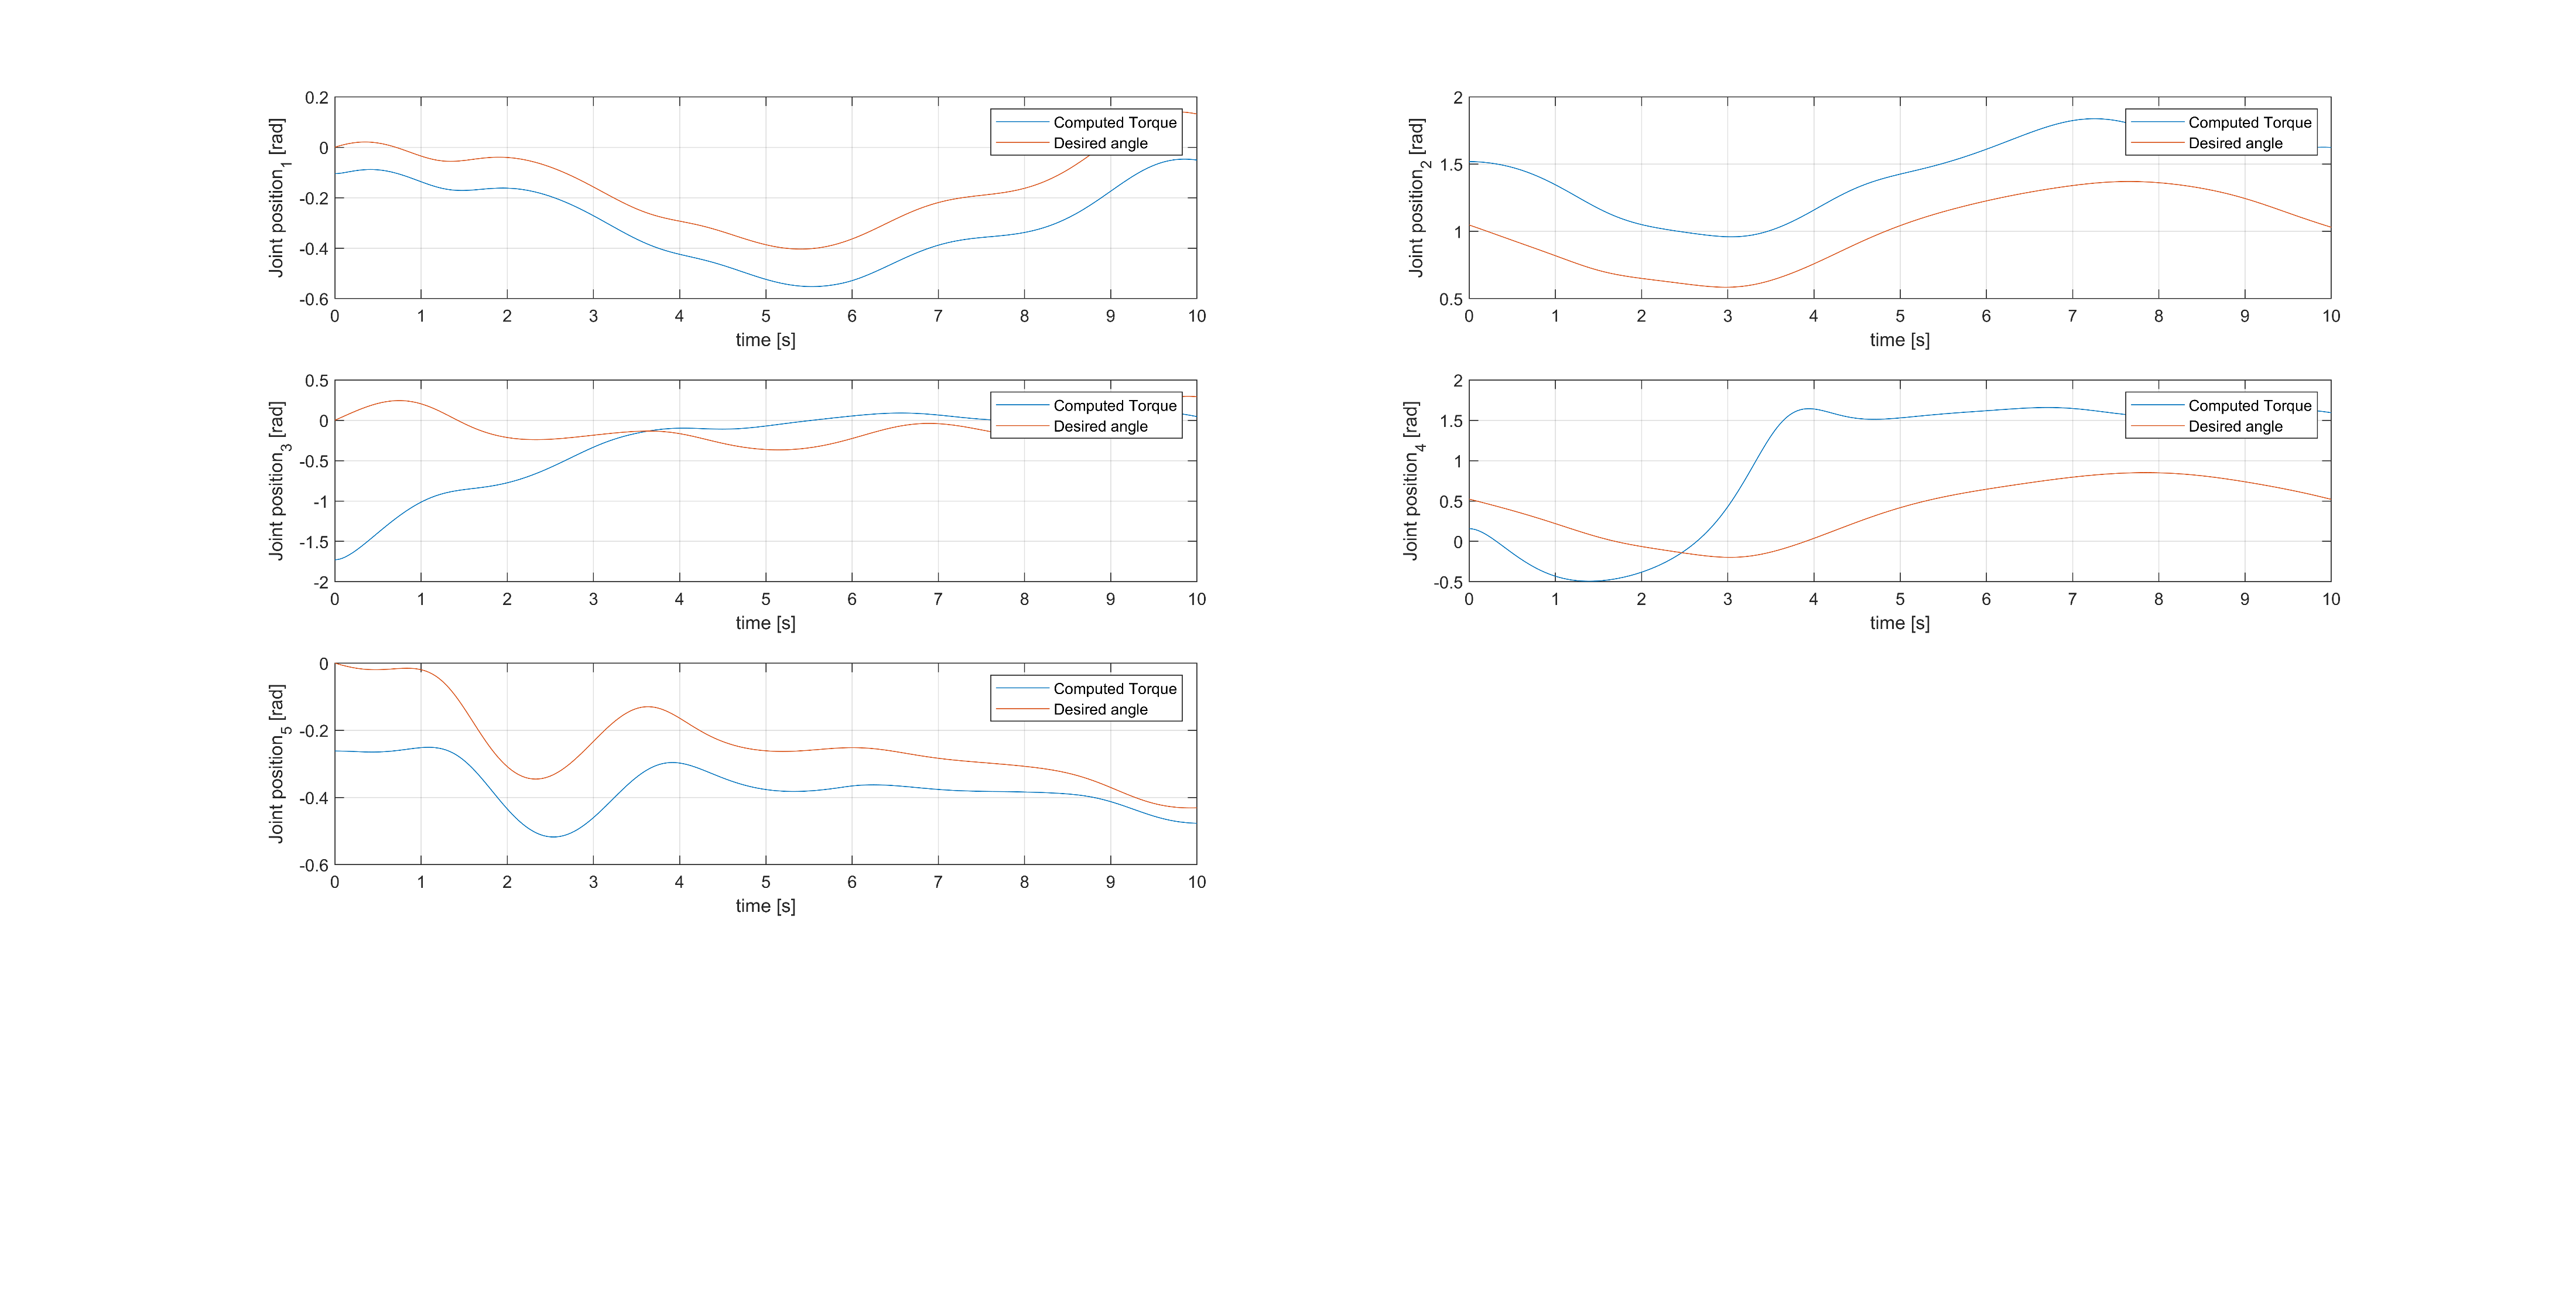 0.2
0
-0.2
-0.4
-0.6
Joint position1 [rad]
Computed Torque
Desired angle
0 1 2 3 4 5 6 7 8 9 10
time [s]
2
1.5
1
0.5
Joint position2 [rad]
Computed Torque
Desired angle
0 1 2 3 4 5 6 7 8 9 10
time [s]
0.5
0
-0.5
-1
-1.5
-2
Joint position3 [rad]
Computed Torque
Desired angle
0 1 2 3 4 5 6 7 8 9 10
time [s]
2
1.5
1
0.5
0
-0.5
Joint position4 [rad]
Computed Torque
Desired angle
0 1 2 3 4 5 6 7 8 9 10
time [s]
0
-0.2
-0.4
-0.6
Joint position5 [rad]
Computed Torque
Desired angle
0 1 2 3 4 5 6 7 8 9 10
time [s]